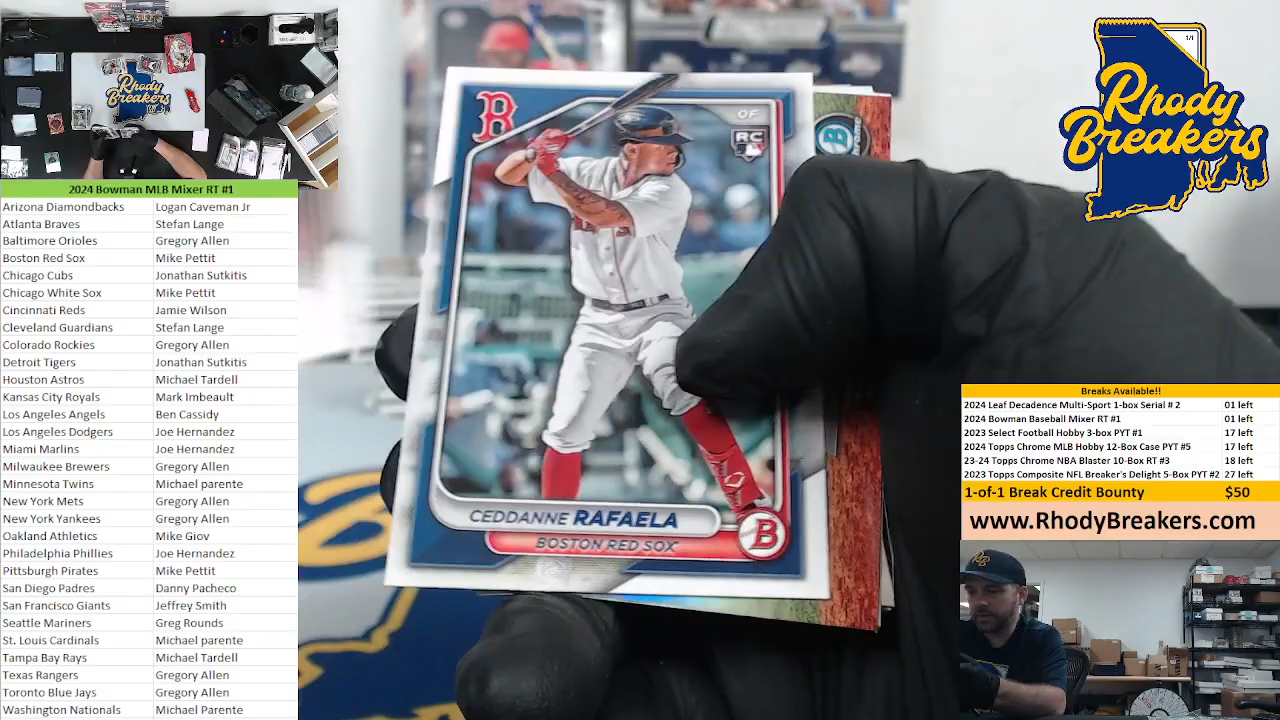 2024 Bowman MLB Mixer RT #1
Arizona Diamondbacks Logan Caveman Jr
Atlanta Braves Stefan Lange
Baltimore Orioles Gregory Allen
Boston Red Sox Mike Pettit
Chicago Cubs Jonathan Sutkitis
Chicago White Sox Mike Pettit
Cincinnati Reds Jamie Wilson
Cleveland Guardians Stefan Lange
Colorado Rockies Gregory Allen
Detroit Tigers Jonathan Sutkitis
Houston Astros Michael Tardell
Kansas City Royals Mark Imbeault
Los Angeles Angels Ben Cassidy
Los Angeles Dodgers Joe Hernandez
Miami Marlins Joe Hernandez
Milwaukee Brewers Gregory Allen
Minnesota Twins Michael parente
New York Mets Gregory Allen
New York Yankees Gregory Allen
Oakland Athletics Mike Giov
Philadelphia Phillies Joe Hernandez
Pittsburgh Pirates Mike Pettit
San Diego Padres Danny Pacheco
San Francisco Giants Jeffrey Smith
Seattle Mariners Greg Rounds
St. Louis Cardinals Michael parente
Tampa Bay Rays Michael Tardell
Texas Rangers Gregory Allen
Toronto Blue Jays Gregory Allen
Washington Nationals Michael Parente
Rhody
Breakers
B
OF
RC
CEDDANNE RAFAELA
BOSTON RED SOX
B
1/1
Rhody
Breakers
Breaks Available!!
2024 Leaf Decadence Multi-Sport 1-box Serial # 2 01 left
2024 Bowman Baseball Mixer RT #1 01 left
2023 Select Football Hobby 3-box PYT #1 17 left
2024 Topps Chrome MLB Hobby 12-Box Case PYT #5 17 left
23-24 Topps Chrome NBA Blaster 10-Box RT #3 18 left
2023 Topps Composite NFL Breaker's Delight 5-Box PYT #2 27 left
1-of-1 Break Credit Bounty $50
www.RhodyBreakers.com